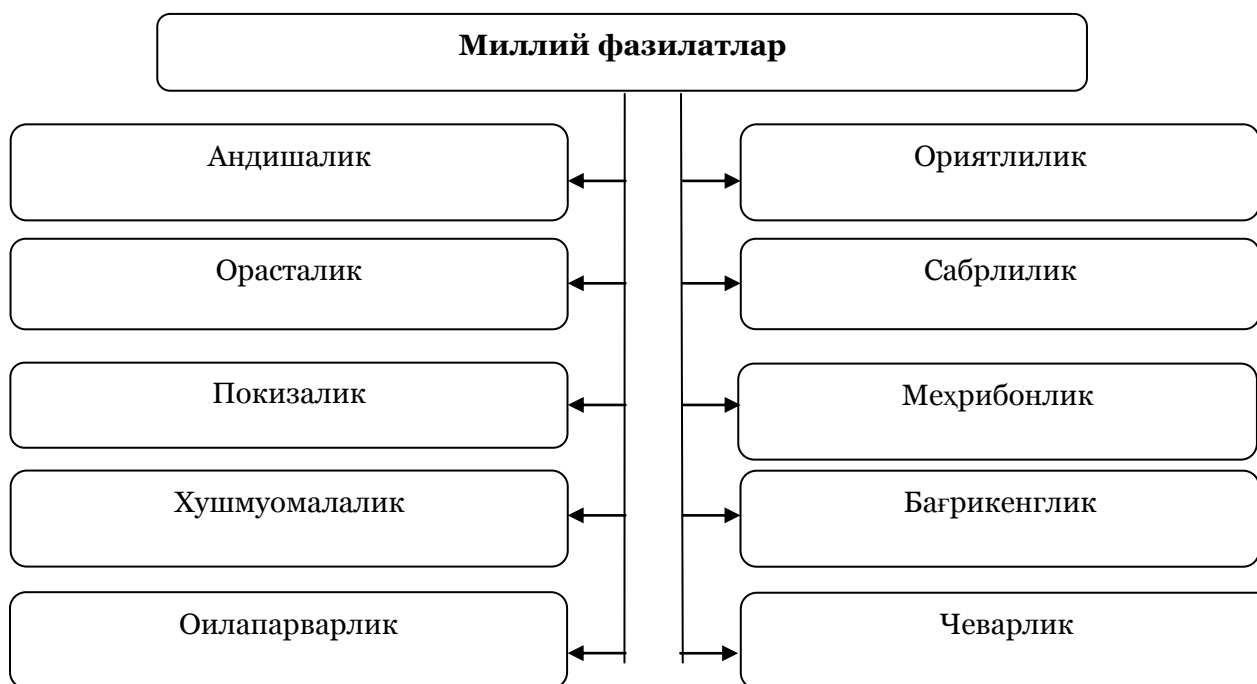 Миллий фазилатлар
Андишалик
Ориятлилик
Орасталик
Сабрлилик
Покизалик
Меҳрибонлик
Хушмуомалалик
Бағрикенглик
Оилапарварлик
Чеварлик